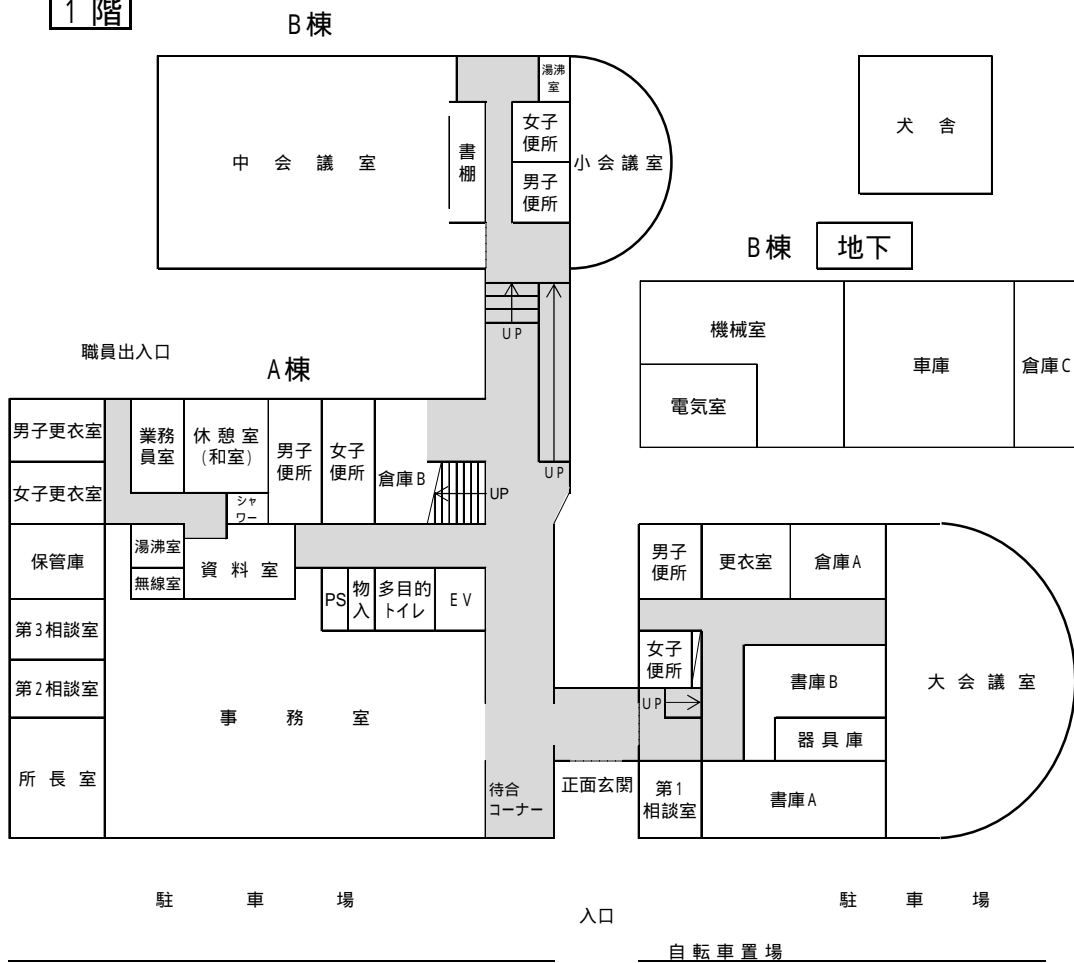 1 階
B棟
湯沸
室
女子
便所
男子
便所
書
棚
中 会 議 室
小会議室
犬 舎
B棟 地下
機械室
電気室
車庫
倉庫C
UP
UP
職員出入口
A棟
男子更衣室
女子更衣室
業務
員室
休 憩 室
(和室)
シャ
ワー
男子
便所
女子
便所
倉庫B
UP
保管庫
湯沸室
無線室
資 料 室
PS
物
入
多目的
トイレ
EV
第3相談室
第2相談室
所 長 室
事 務 室
待合
コーナー
正面玄関
男子
便所
更衣室
倉庫A
女子
便所
UP
書庫B
器具庫
第1
相談室
書庫A
大 会 議 室
駐 車 場
入口
駐 車 場
自転車置場